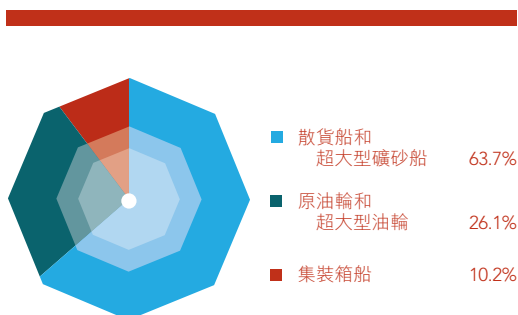 散貨船和
超大型礦砂船 63.7%
原油輪和
超大型油輪 26.1%
集裝箱船 10.2%